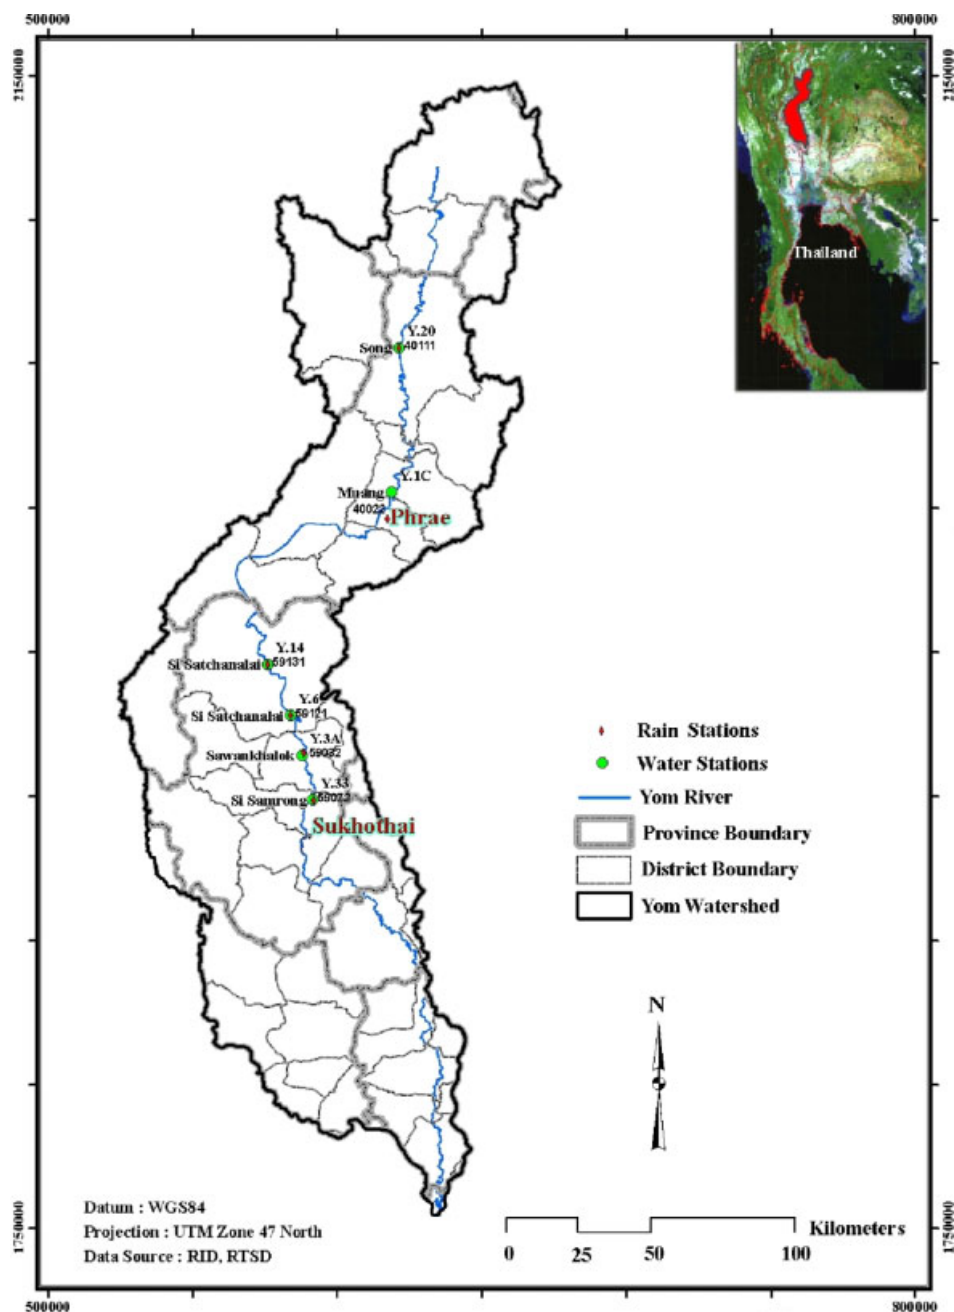 500000
800000
2150000
2150000
Thailand
Y.20
Song 40111
Y.1C
Muang
40022
Phrae
Y.14
Si Satchanalai 59131
Y.6
Si Satchanalai 59121
Y.3A
Sawankhalok 59032
Y.33
Si Samrong
Sukhothai
Rain Stations
Water Stations
Yom River
Province Boundary
District Boundary
Yom Watershed
N
Datum : WGS84
Projection : UTM Zone 47 North
Data Source : RID, RTSD
Kilometers
0 25 50 100
1750000
1750000
500000
800000